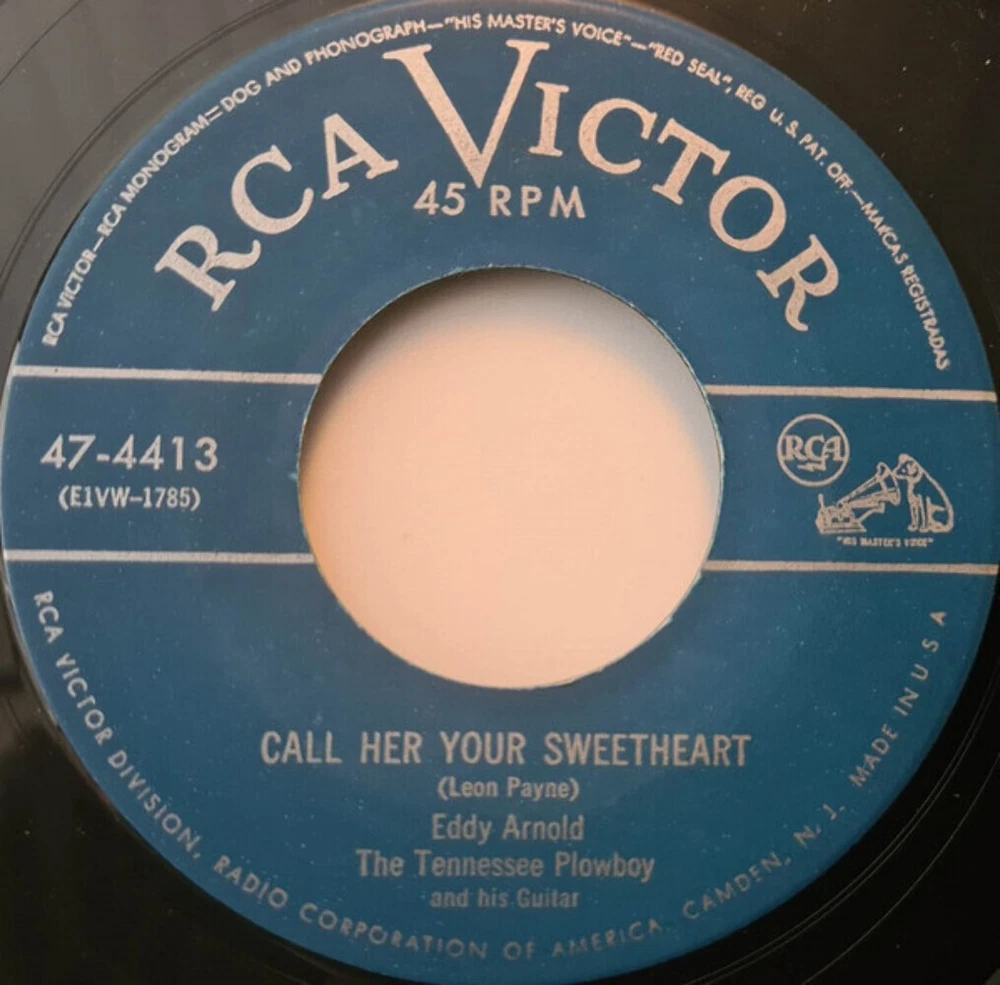 RCA VICTOR—RCA MONOGRAM—DOG AND PHONOGRAPH—"HIS MASTER'S VOICE"—"RED SEAL", REG U. S. PAT. OFF.—MARCAS REGISTRADAS
RCA VICTOR
45 RPM
47-4413
(E1VW-1785)
RCA
"HIS MASTER'S VOICE"
CALL HER YOUR SWEETHEART
(Leon Payne)
Eddy Arnold
The Tennessee Plowboy
and his Guitar
RCA VICTOR DIVISION, RADIO CORPORATION OF AMERICA, CAMDEN, N. J. MADE IN U S A